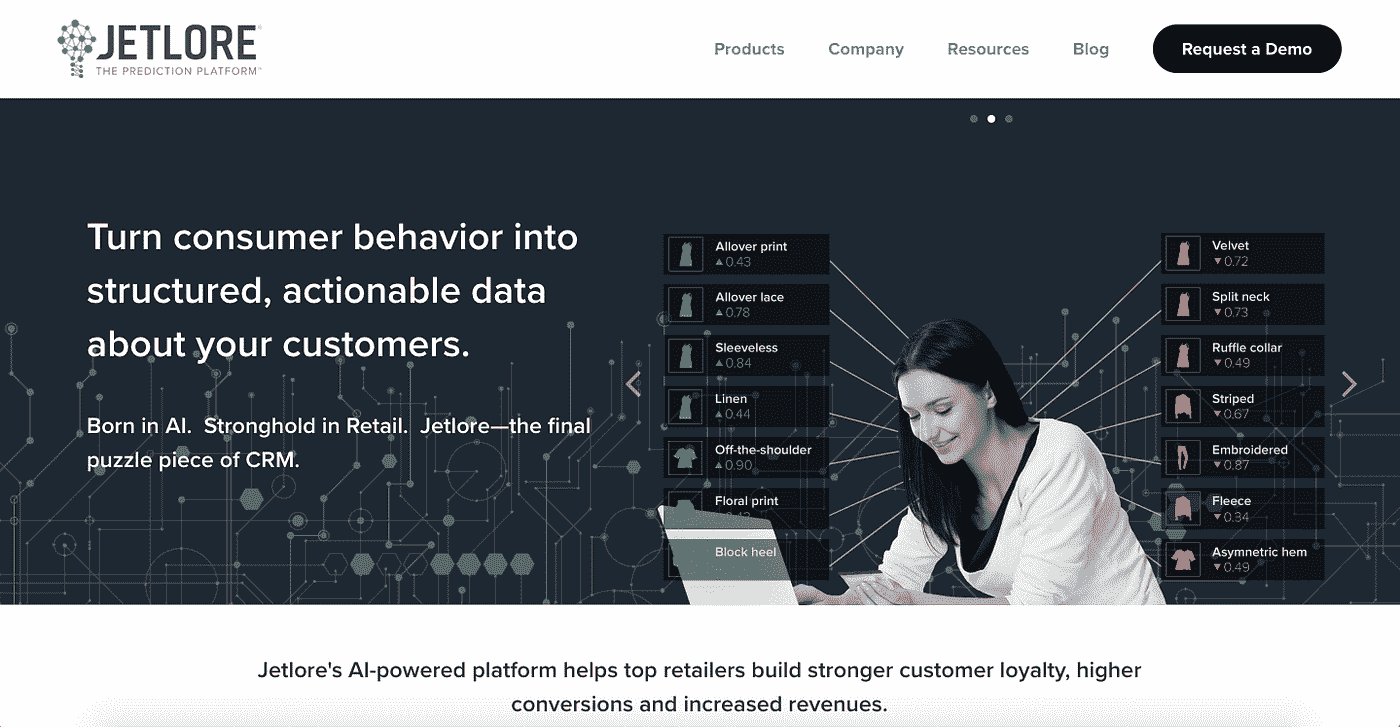 JETLORE
THE PREDICTION PLATFORM™
Products
Company
Resources
Blog
Request a Demo
Turn consumer behavior into
structured, actionable data
about your customers.
Born in AI.  Stronghold in Retail.  Jetlore—the final
puzzle piece of CRM.
Allover print
▲0.43
Allover lace
▲0.78
Sleeveless
▲0.84
Linen
▲0.44
Off-the-shoulder
▲0.90
Floral print
Block heel
Velvet
▼0.72
Split neck
▼0.73
Ruffle collar
▼0.49
Striped
▼0.67
Embroidered
▼0.87
Fleece
▼0.34
Asymnetric hem
▼0.49
Jetlore's AI-powered platform helps top retailers build stronger customer loyalty, higher
conversions and increased revenues.